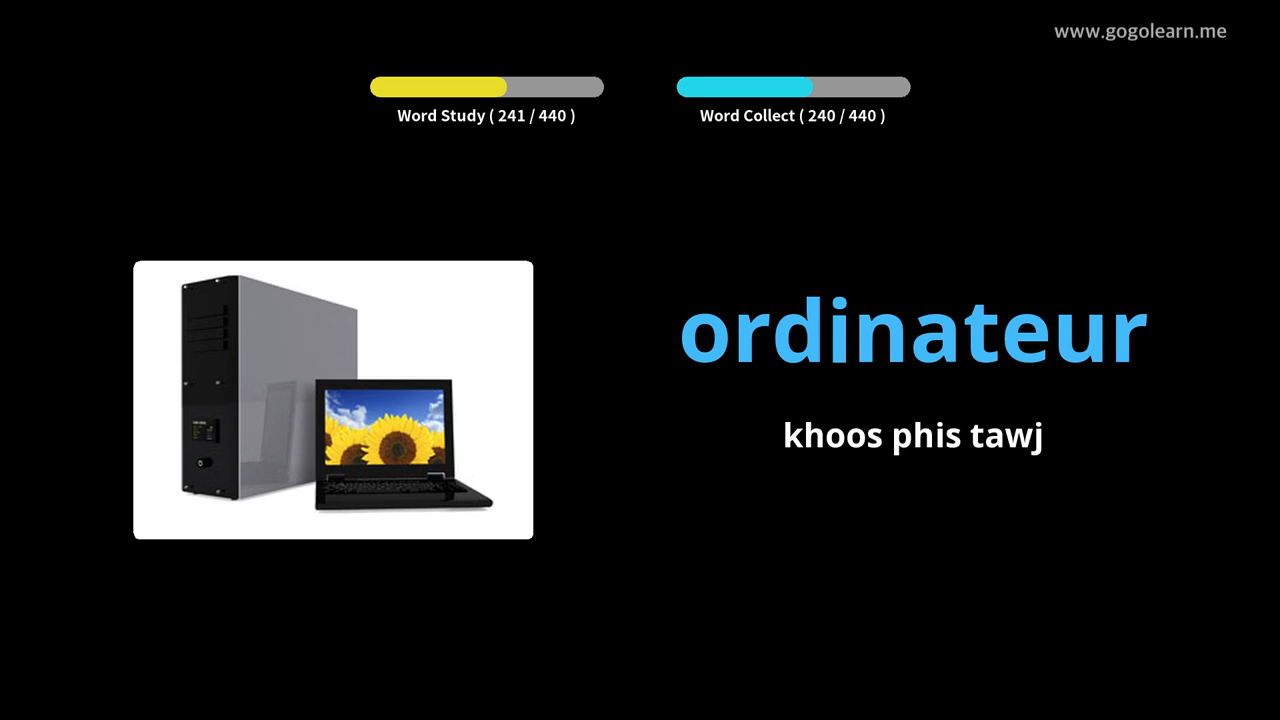 www.gogolearn.me
Word Study ( 241 / 440 )
Word Collect ( 240 / 440 )
ordinateur
khoos phis tawj